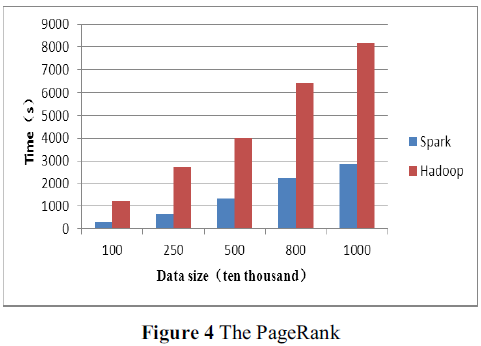 9000
8000
7000
6000
5000
4000
3000
2000
1000
0
Time （s）
100 250 500 800 1000
Data size （ten thousand）
Spark
Hadoop
Figure 4 The PageRank